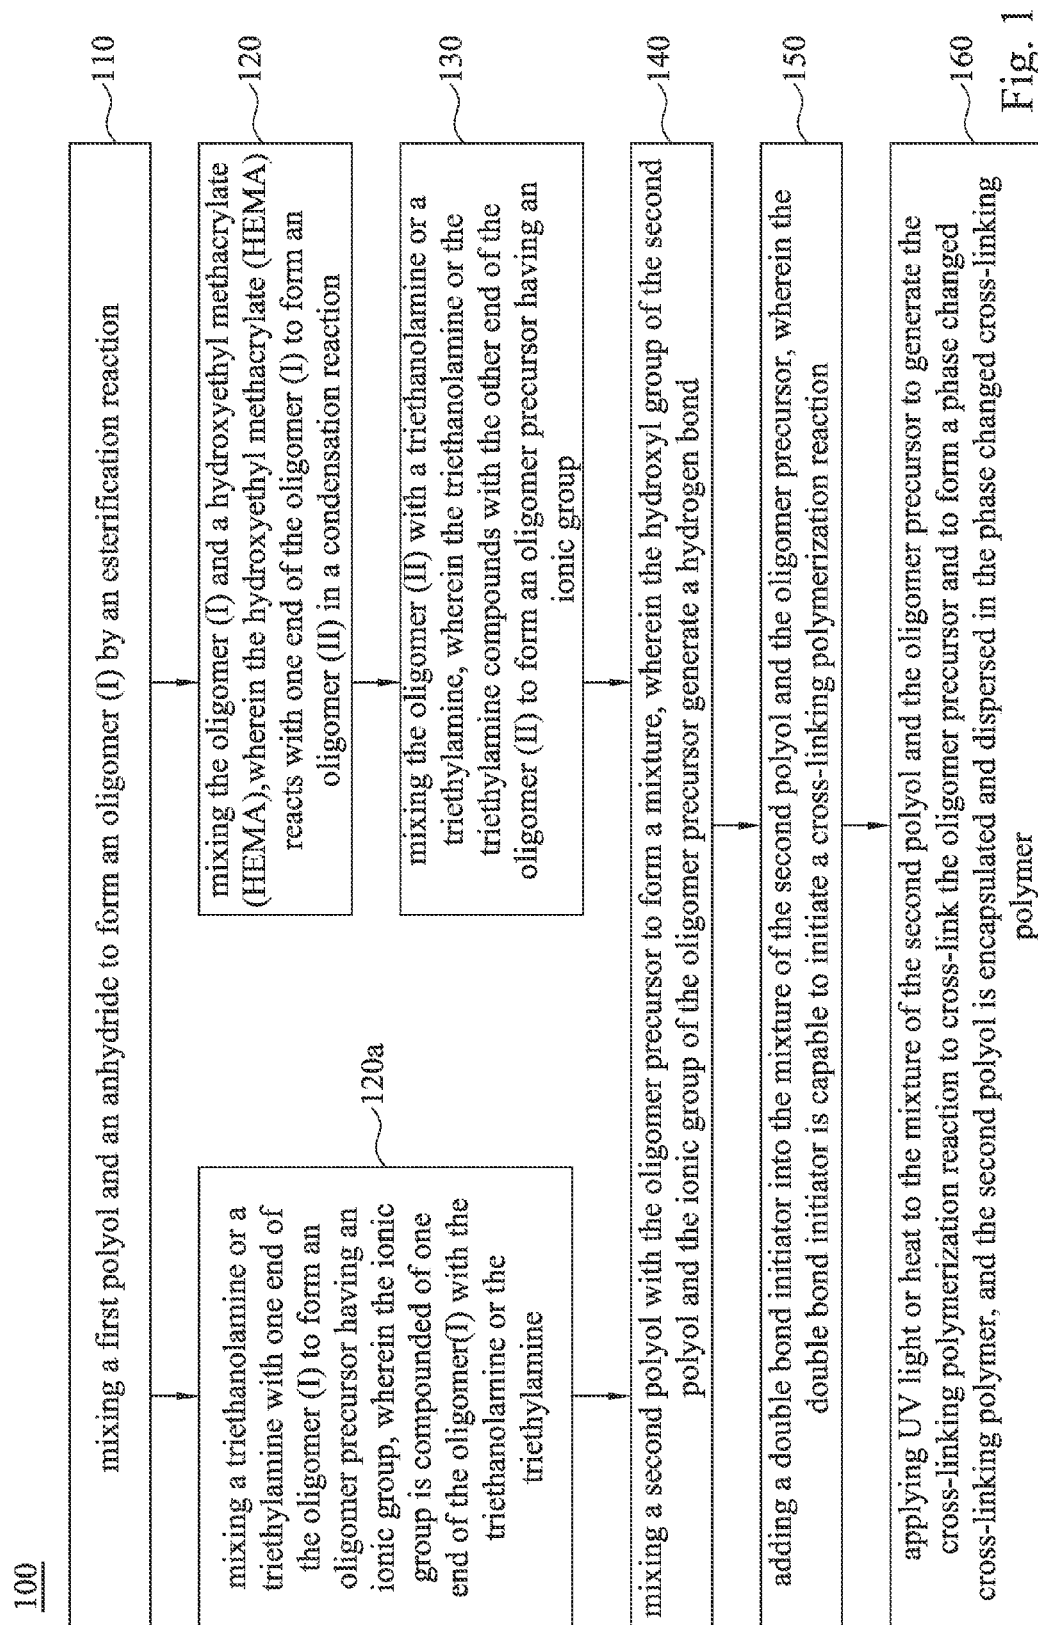 100
mixing a first polyol and an anhydride to form an oligomer (I) by an esterification reaction
110
mixing a triethanolamine or a
triethylamine with one end of
the oligomer (I) to form an
oligomer precursor having an
ionic group, wherein the ionic
group is compounded of one
end of the oligomer(I) with the
triethanolamine or the
triethylamine
120a
mixing the oligomer (I) and a hydroxyethyl methacrylate
(HEMA),wherein the hydroxyethyl methacrylate (HEMA)
reacts with one end of the oligomer (I) to form an
oligomer (II) in a condensation reaction
120
mixing the oligomer (II) with a triethanolamine or a
triethylamine, wherein the triethanolamine or the
triethylamine compounds with the other end of the
oligomer (II) to form an oligomer precursor having an
ionic group
130
mixing a second polyol with the oligomer precursor to form a mixture, wherein the hydroxyl group of the second
polyol and the ionic group of the oligomer precursor generate a hydrogen bond
140
adding a double bond initiator into the mixture of the second polyol and the oligomer precursor, wherein the
double bond initiator is capable to initiate a cross-linking polymerization reaction
150
applying UV light or heat to the mixture of the second polyol and the oligomer precursor to generate the
cross-linking polymerization reaction to cross-link the oligomer precursor and to form a phase changed
cross-linking polymer, and the second polyol is encapsulated and dispersed in the phase changed cross-linking
polymer
160
Fig. 1